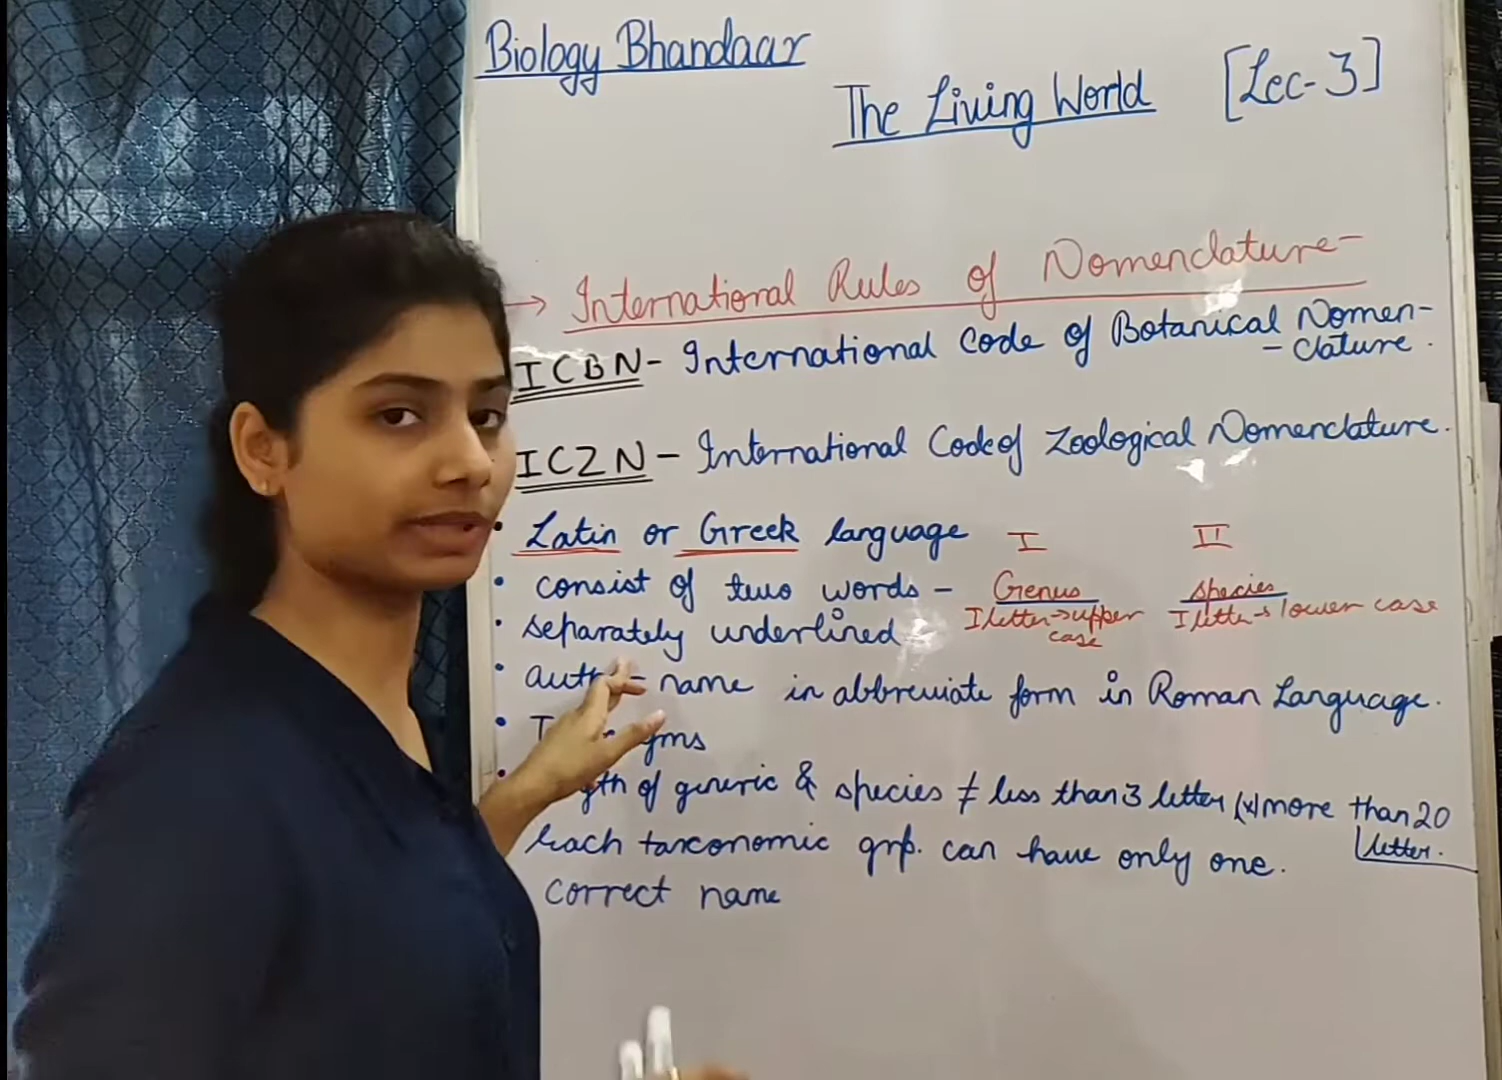 Biology Bhandaar
The Living World [Lec-3]
→ International Rules of Nomenclature-
ICBN - International Code of Botanical Nomen-
- clature.
ICZN - International Code of Zoological Nomenclature.
• Latin or Greek language I II
• consist of two words - Genus species
I letter → upper case I lette → lower case
• separately underlined
• name in abbreviate form in Roman Language.
• yms
• gth of generic & species ≠ less than 3 letter (x) more than 20 letter.
Each taxonomic grp. can have only one.
correct name